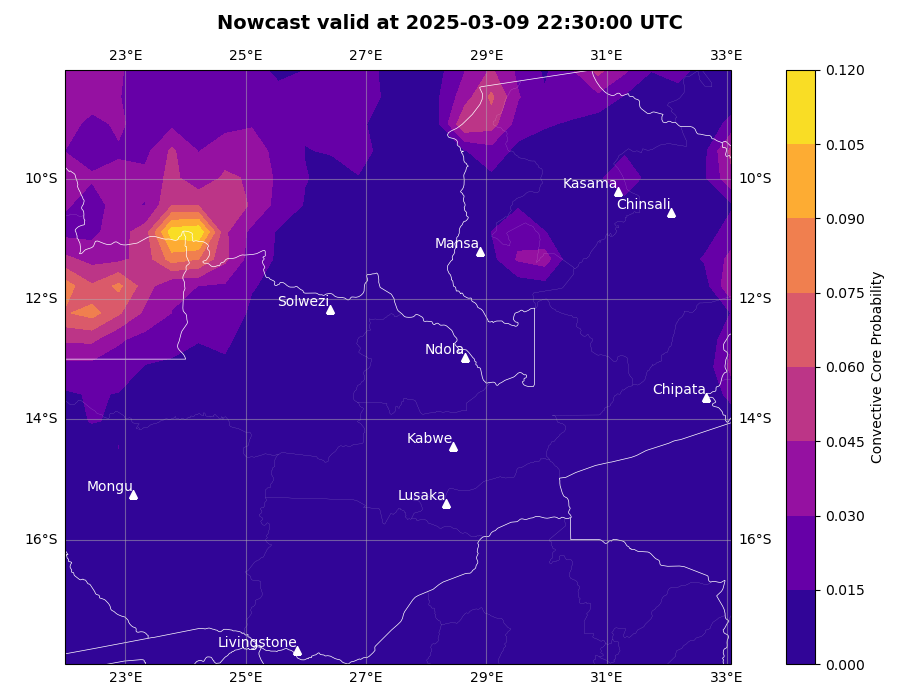 Nowcast valid at 2025-03-09 22:30:00 UTC
23°E 25°E 27°E 29°E 31°E 33°E
0.120
0.105
10°S Kasama 10°S
Chinsali
0.090
Mansa
0.075
12°S Solwezi 12°S
Ndola
0.060
Chipata
14°S 14°S
Kabwe
0.045
Mongu
Lusaka
0.030
16°S 16°S
0.015
Livingstone
0.000
23°E 25°E 27°E 29°E 31°E 33°E
Convective Core Probability